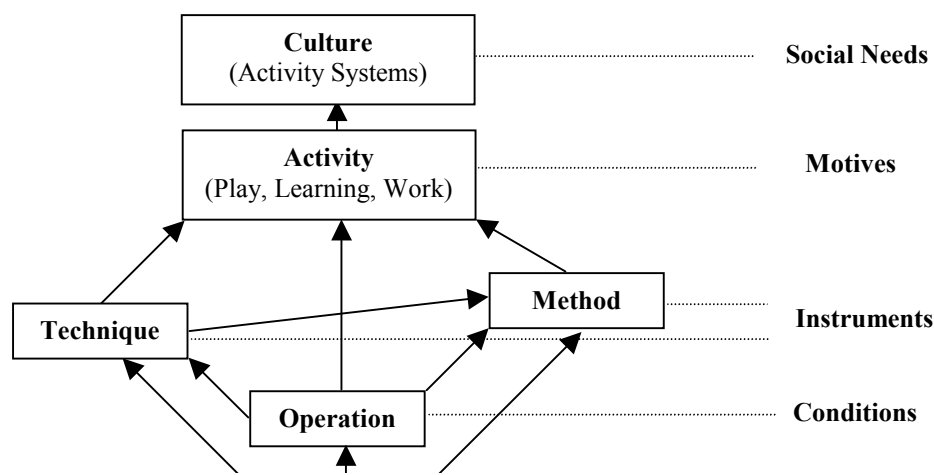 Culture
(Activity Systems)
Social Needs
Activity
(Play, Learning, Work)
Motives
Method
Technique
Instruments
Operation
Conditions